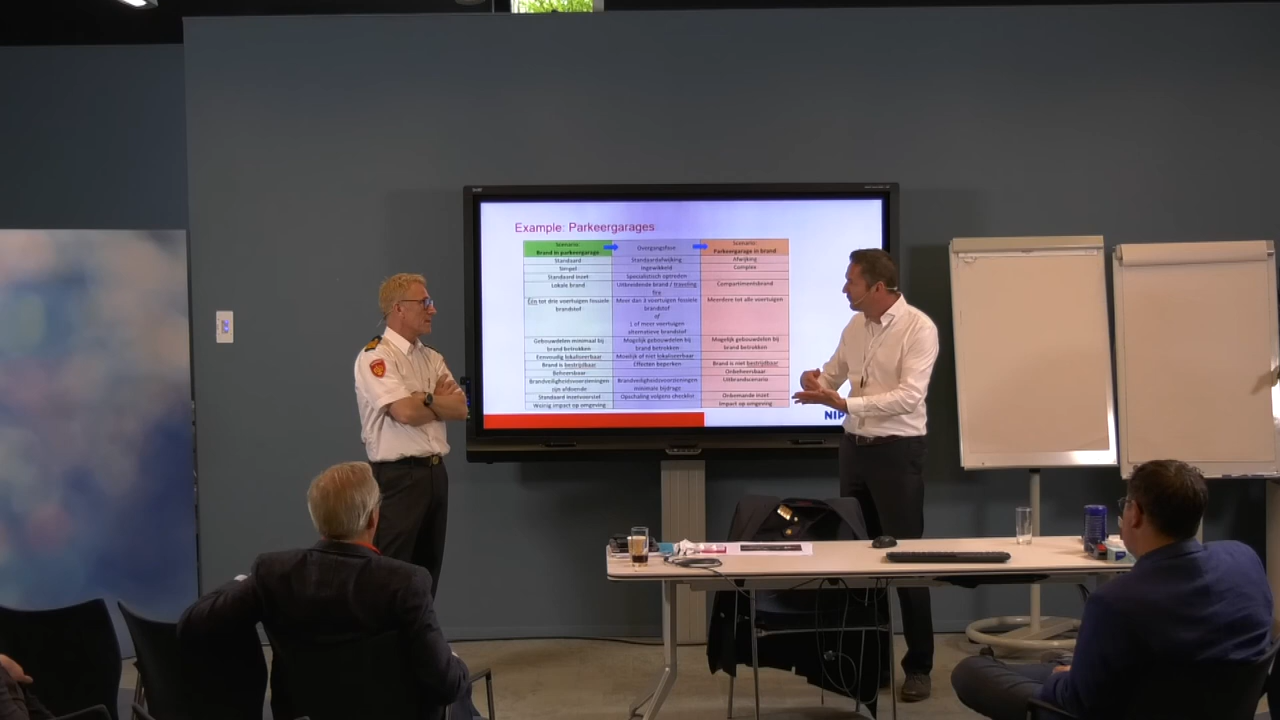 Example: Parkeergarages
Scenario:
Brand in parkeergarage
Overgangsfase
Scenario:
Parkeergarage in brand
Standaard
Standaardafwijking
Afwijking
Simpel
Ingewikkeld
Complex
Standaard inzet
Specialistisch optreden
Lokale brand
Uitbreidende brand / traveling
fire
Compartimentsbrand
Één tot drie voertuigen fossiele
brandstof
Meer dan 3 voertuigen fossiele
brandstof
of
1 of meer voertuigen
alternatieve brandstof
Meerdere tot alle voertuigen
Gebouwdelen minimaal bij
brand betrokken
Mogelijk gebouwdelen bij
brand betrokken
Mogelijk gebouwdelen bij
brand betrokken
Eenvoudig lokaliseerbaar
Moeilijk of niet lokaliseerbaar
Brand is bestrijdbaar
Effecten beperken
Brand is niet bestrijdbaar
Beheersbaar
Onbeheersbaar
Brandveiligheidsvoorzieningen
zijn afdoende
Brandveiligheidsvoorzieningen
minimale bijdrage
Uitbrandscenario
Standaard inzetvoorstel
Opschaling volgens checklist
Onbemande inzet
Weinig impact op omgeving
Impact op omgeving
NIP